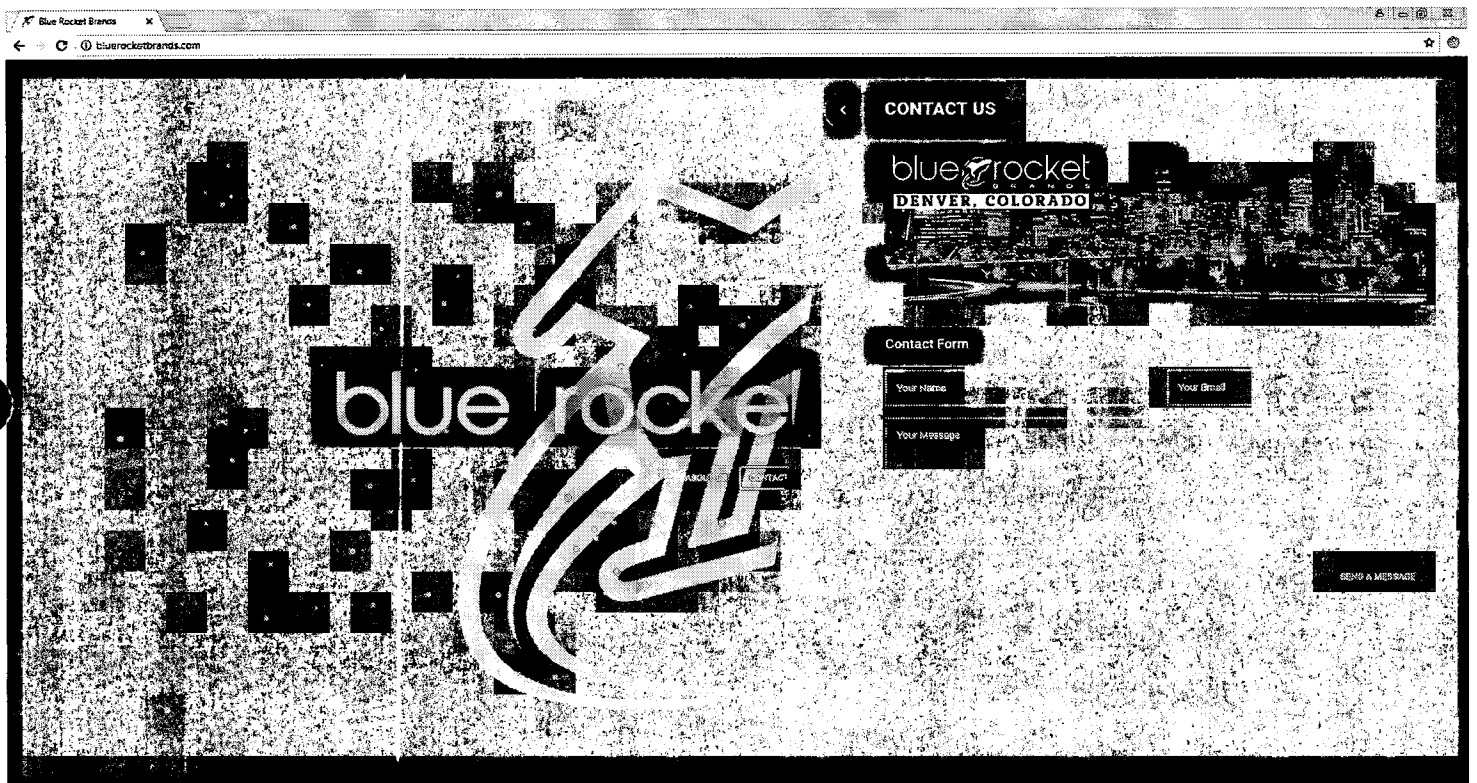 Blue Rocket Brands
bluerocketbrands.com
CONTACT US
blue rocket
BRANDS
DENVER, COLORADO
Contact Form
Your Name
Your Email
Your Message
blue rocke
CONTACT
SEND A MESSAGE